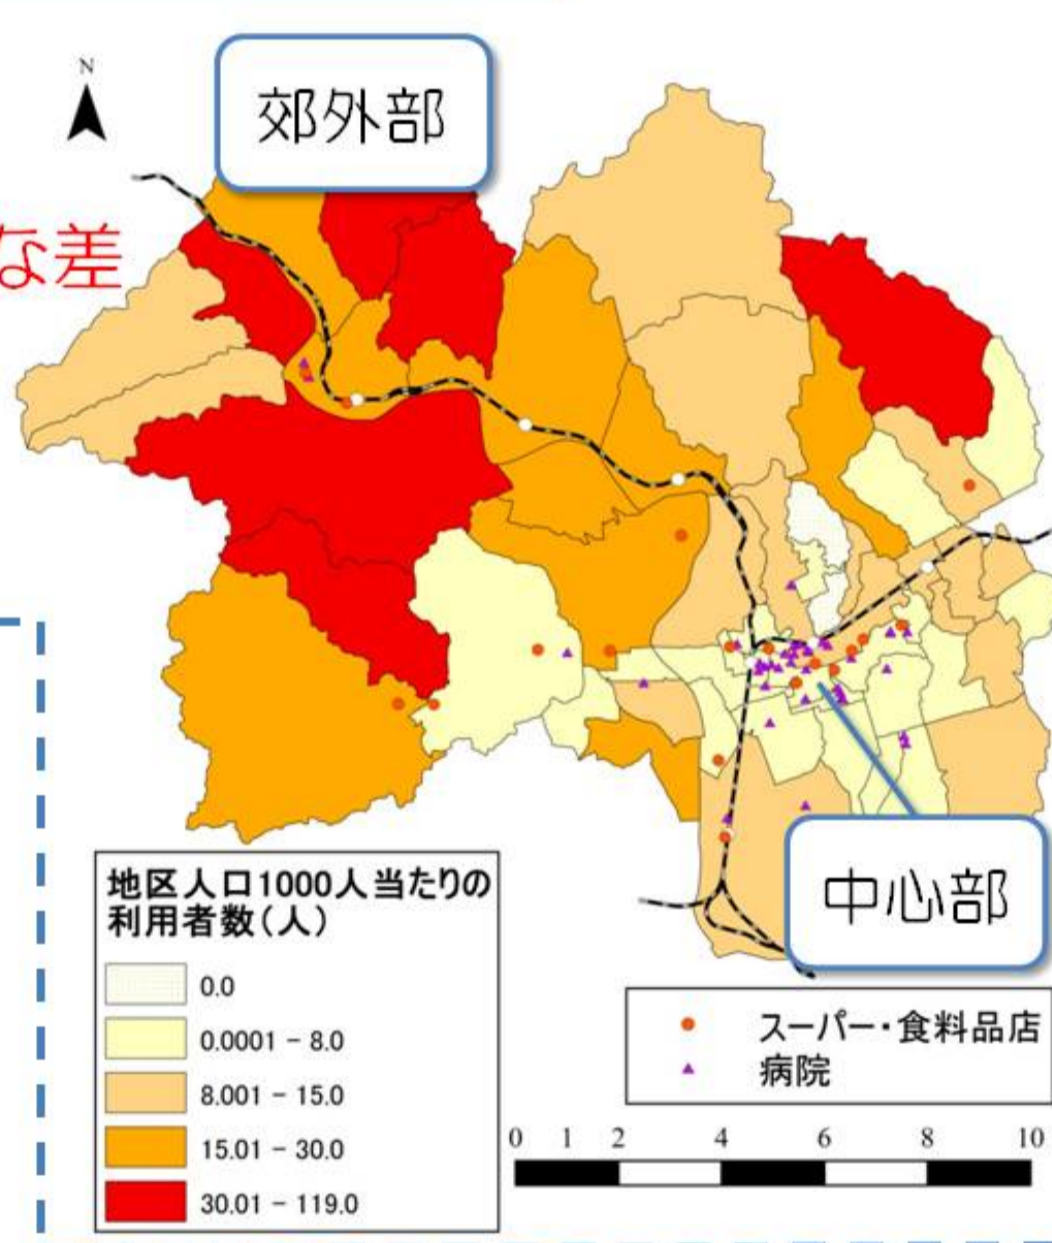 N
郊外部
な差
中心部
地区人口1000人当たりの
利用者数(人)
0.0
0.0001 - 8.0
8.001 - 15.0
15.01 - 30.0
30.01 - 119.0
スーパー・食料品店
病院
0 1 2 4 6 8 10